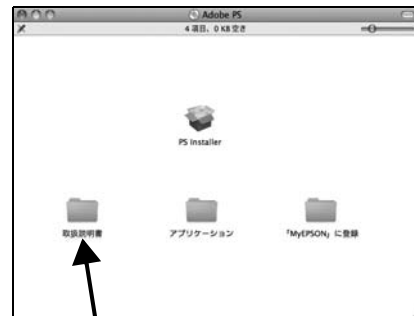 Adobe PS
4 項目、0 KB 空き
PS Installer
取扱説明書
アプリケーション
「MyEPSON」に登録